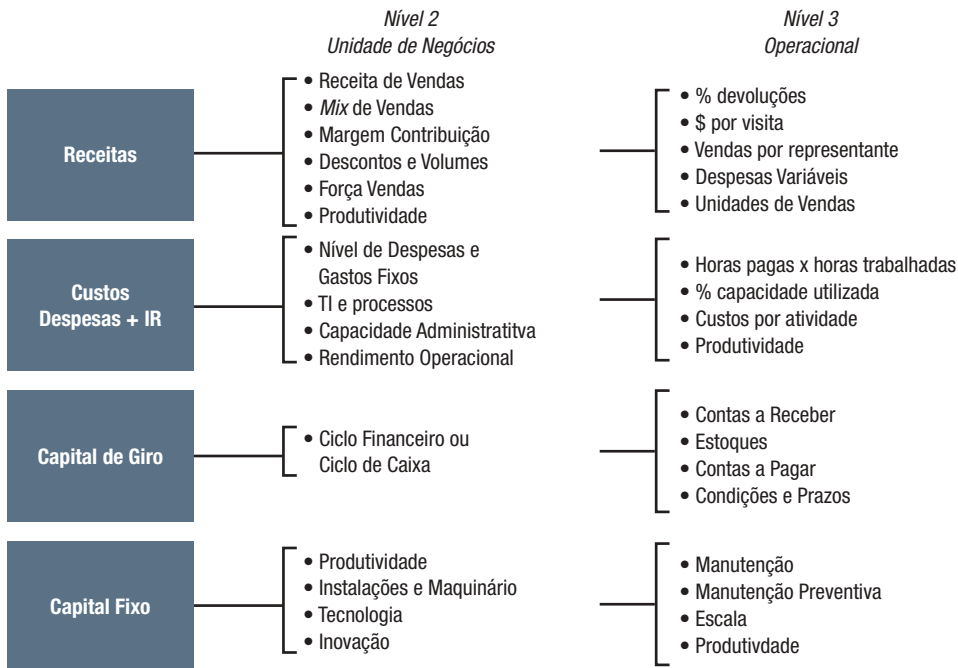 Nível 2
Unidade de Negócios
Nível 3
Operacional
Receitas
• Receita de Vendas
• Mix de Vendas
• Margem Contribuição
• Descontos e Volumes
• Força Vendas
• Produtividade
• % devoluções
• $ por visita
• Vendas por representante
• Despesas Variáveis
• Unidades de Vendas
Custos
Despesas + IR
• Nível de Despesas e
Gastos Fixos
• TI e processos
• Capacidade Administratitva
• Rendimento Operacional
• Horas pagas x horas trabalhadas
• % capacidade utilizada
• Custos por atividade
• Produtividade
Capital de Giro
• Ciclo Financeiro ou
Ciclo de Caixa
• Contas a Receber
• Estoques
• Contas a Pagar
• Condições e Prazos
Capital Fixo
• Produtividade
• Instalações e Maquinário
• Tecnologia
• Inovação
• Manutenção
• Manutenção Preventiva
• Escala
• Produtivdade